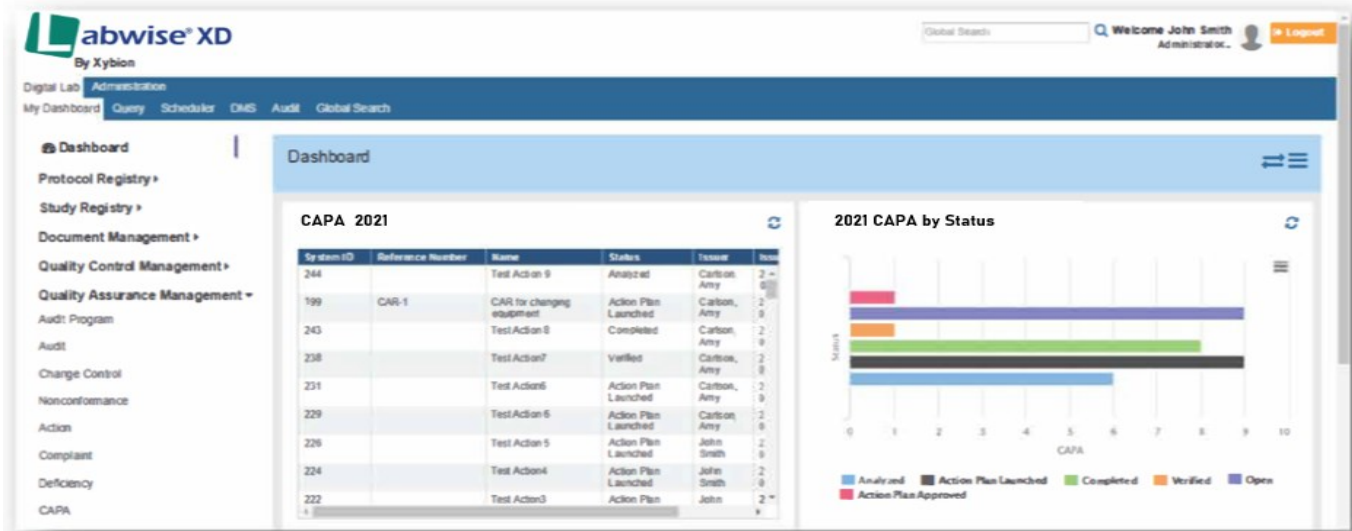 Labwise® XD
By Xybion
Global Search
Welcome John Smith
Administrator..
Logout
Digital Lab Administration
My Dashboard Query Scheduler DMS Audit Global Search
Dashboard
Protocol Registry
Study Registry
Document Management
Quality Control Management
Quality Assurance Management
Audit Program
Audit
Change Control
Nonconformance
Action
Complaint
Deficiency
CAPA
Dashboard
CAPA 2021
System ID Reference Number Name Status Issuer
244 Test Action 9 Analyzed Carlson, Amy
199 CAR-1 CAR for changing equipment Action Plan Launched Carlson, Amy
243 Test Action 8 Completed Carlson, Amy
238 Test Action7 Verified Carlson, Amy
231 Test Action6 Action Plan Launched Carlson, Amy
229 Test Action 6 Action Plan Launched Carlson, Amy
226 Test Action 5 Action Plan Launched John Smith
224 Test Action4 Action Plan Launched John Smith
222 Test Action3 Action Plan John
2021 CAPA by Status
Status
0 1 2 3 4 5 6 7 8 9 10
CAPA
Analyzed Action Plan Launched Completed Verified Open
Action Plan Approved